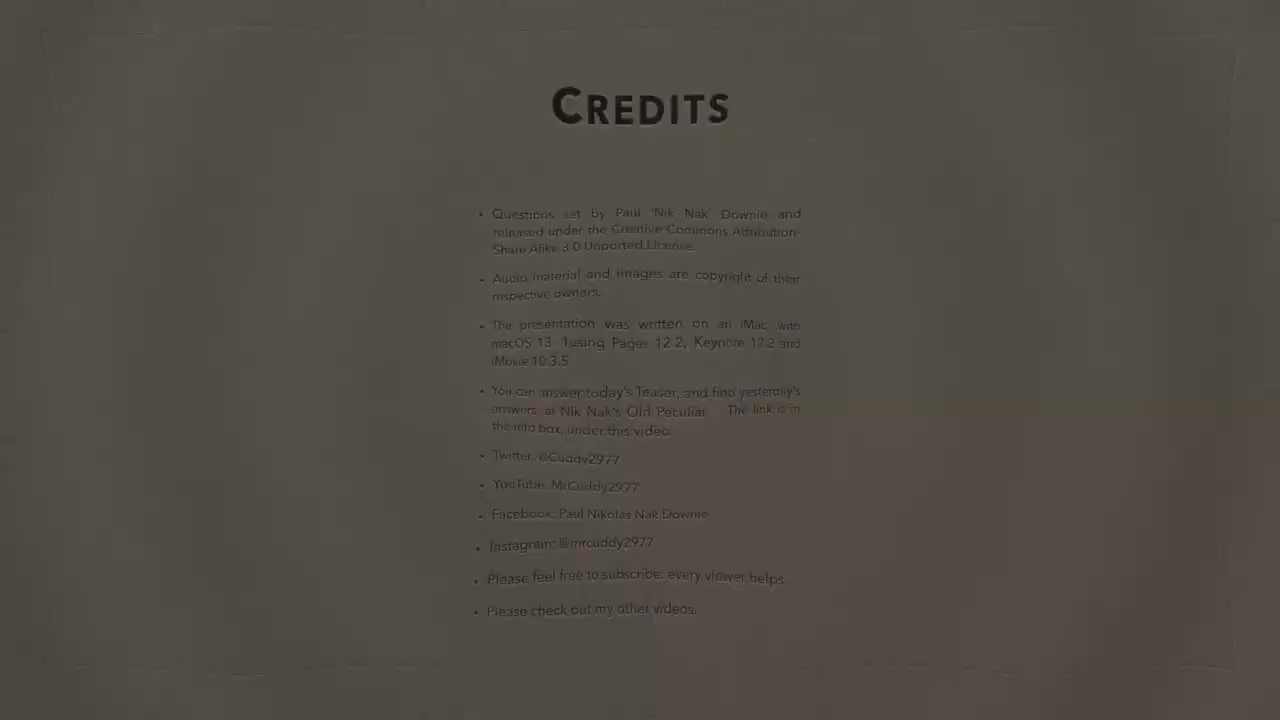 CREDITS
• Questions set by Paul 'Nik Nak' Downie and
released under the Creative Commons Attribution-
Share Alike 3.0 Unported License.
• Audio material and Images are copyright of their
respective owners.
• The presentation was written on an iMac with
macOS 13. 1using Pages 12.2, Keynote 12.2 and
iMovie 10.3.5
• You can answer today's Teaser, and find yesterday's
answers, at Nik Nak's Old Peculiar. The link is in
the info box, under this video.
• Twitter: @Cuddy2977
• YouTube: MrCuddy2977
• Facebook: Paul Nikolas Nak Downie
• Instagram: @mrcuddy2977
• Please feel free to subscribe, every viewer helps.
• Please check out my other videos.